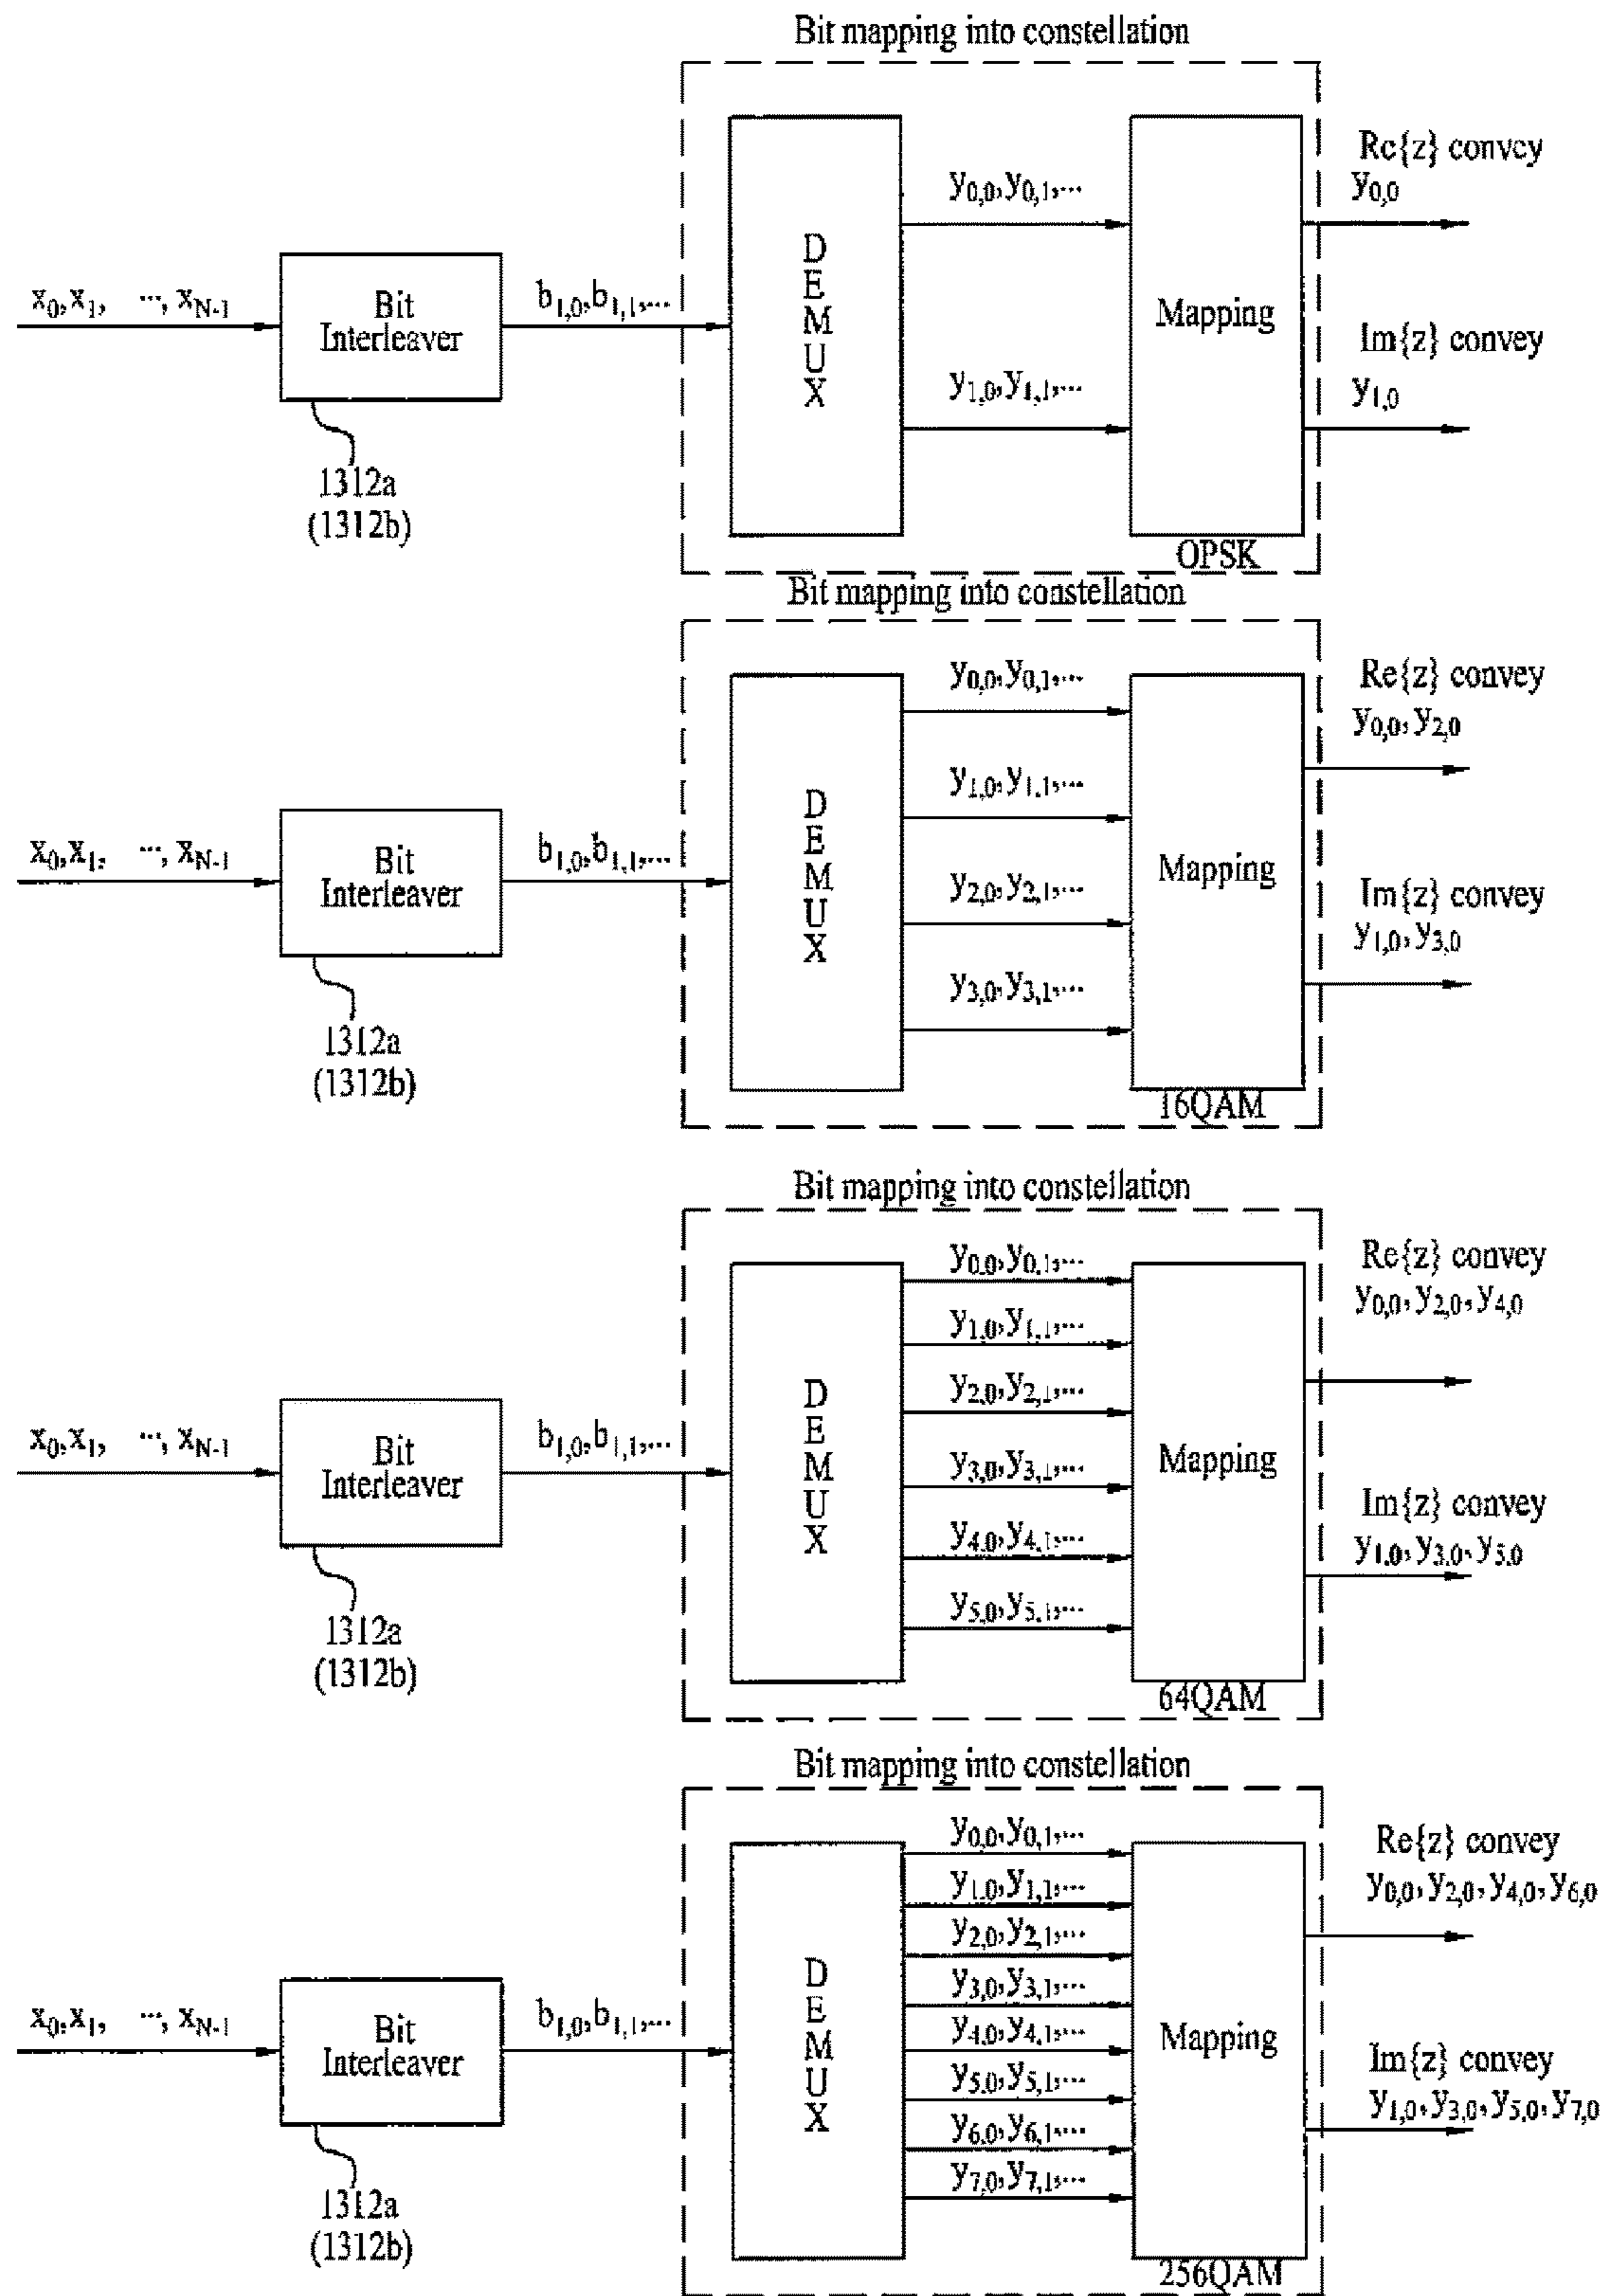 Bit mapping into constellation
x0,x1, ..., xN-1
Bit
Interleaver
1312a
(1312b)
b1,0,b1,1,...
DEMUX
y0,0,y0,1,...
y1,0,y1,1,...
Mapping
OPSK
Re{z} convey
y0,0
Im{z} convey
y1,0
Bit mapping into constellation
x0,x1, ..., xN-1
Bit
Interleaver
1312a
(1312b)
b1,0,b1,1,...
DEMUX
y0,0,y0,1,...
y1,0,y1,1,...
y2,0,y2,1,...
y3,0,y3,1,...
Mapping
16QAM
Re{z} convey
y0,0,y2,0
Im{z} convey
y1,0,y3,0
Bit mapping into constellation
x0,x1, ..., xN-1
Bit
Interleaver
1312a
(1312b)
b1,0,b1,1,...
DEMUX
y0,0,y0,1,...
y1,0,y1,1,...
y2,0,y2,1,...
y3,0,y3,1,...
y4,0,y4,1,...
y5,0,y5,1,...
Mapping
64QAM
Re{z} convey
y0,0,y2,0,y4,0
Im{z} convey
y1,0,y3,0,y5,0
Bit mapping into constellation
x0,x1, ..., xN-1
Bit
Interleaver
1312a
(1312b)
b1,0,b1,1,...
DEMUX
y0,0,y0,1,...
y1,0,y1,1,...
y2,0,y2,1,...
y3,0,y3,1,...
y4,0,y4,1,...
y5,0,y5,1,...
y6,0,y6,1,...
y7,0,y7,1,...
Mapping
256QAM
Re{z} convey
y0,0,y2,0,y4,0,y6,0
Im{z} convey
y1,0,y3,0,y5,0,y7,0